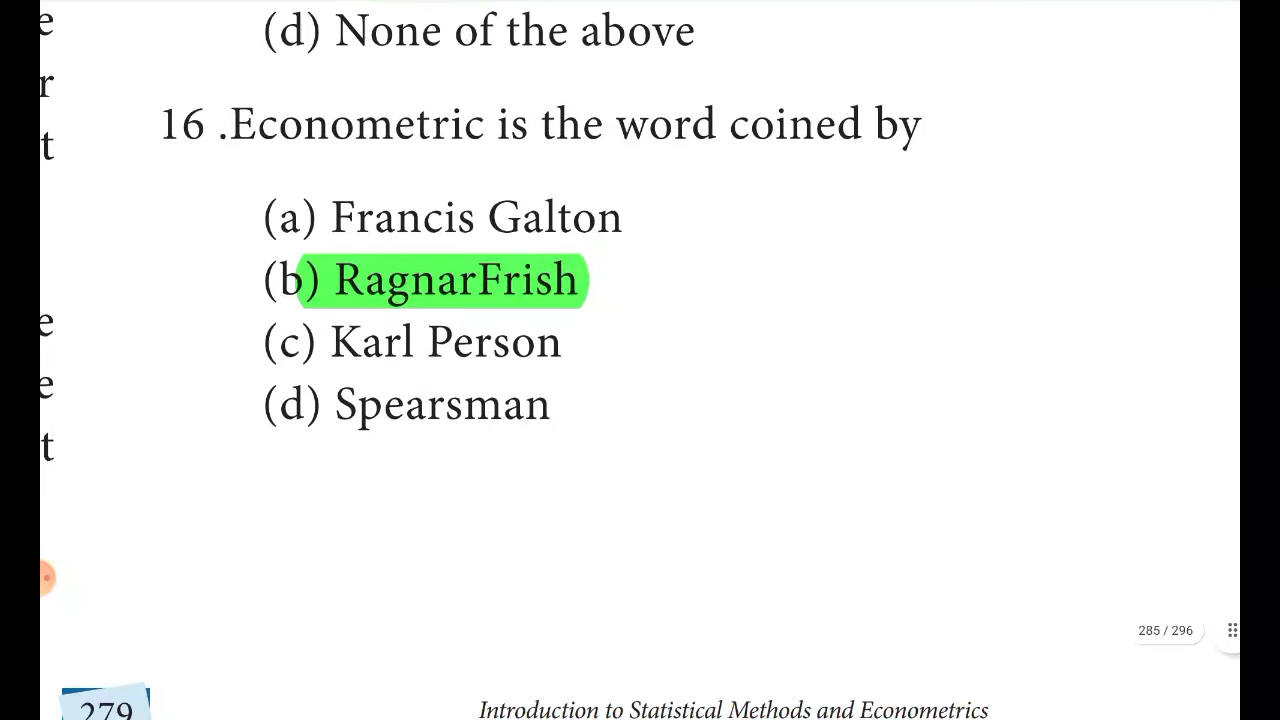 e
(d) None of the above
r
16 .Econometric is the word coined by
t
(a) Francis Galton
(b) RagnarFrish
e
(c) Karl Person
e
(d) Spearsman
t
285 / 296
279
Introduction to Statistical Methods and Econometrics